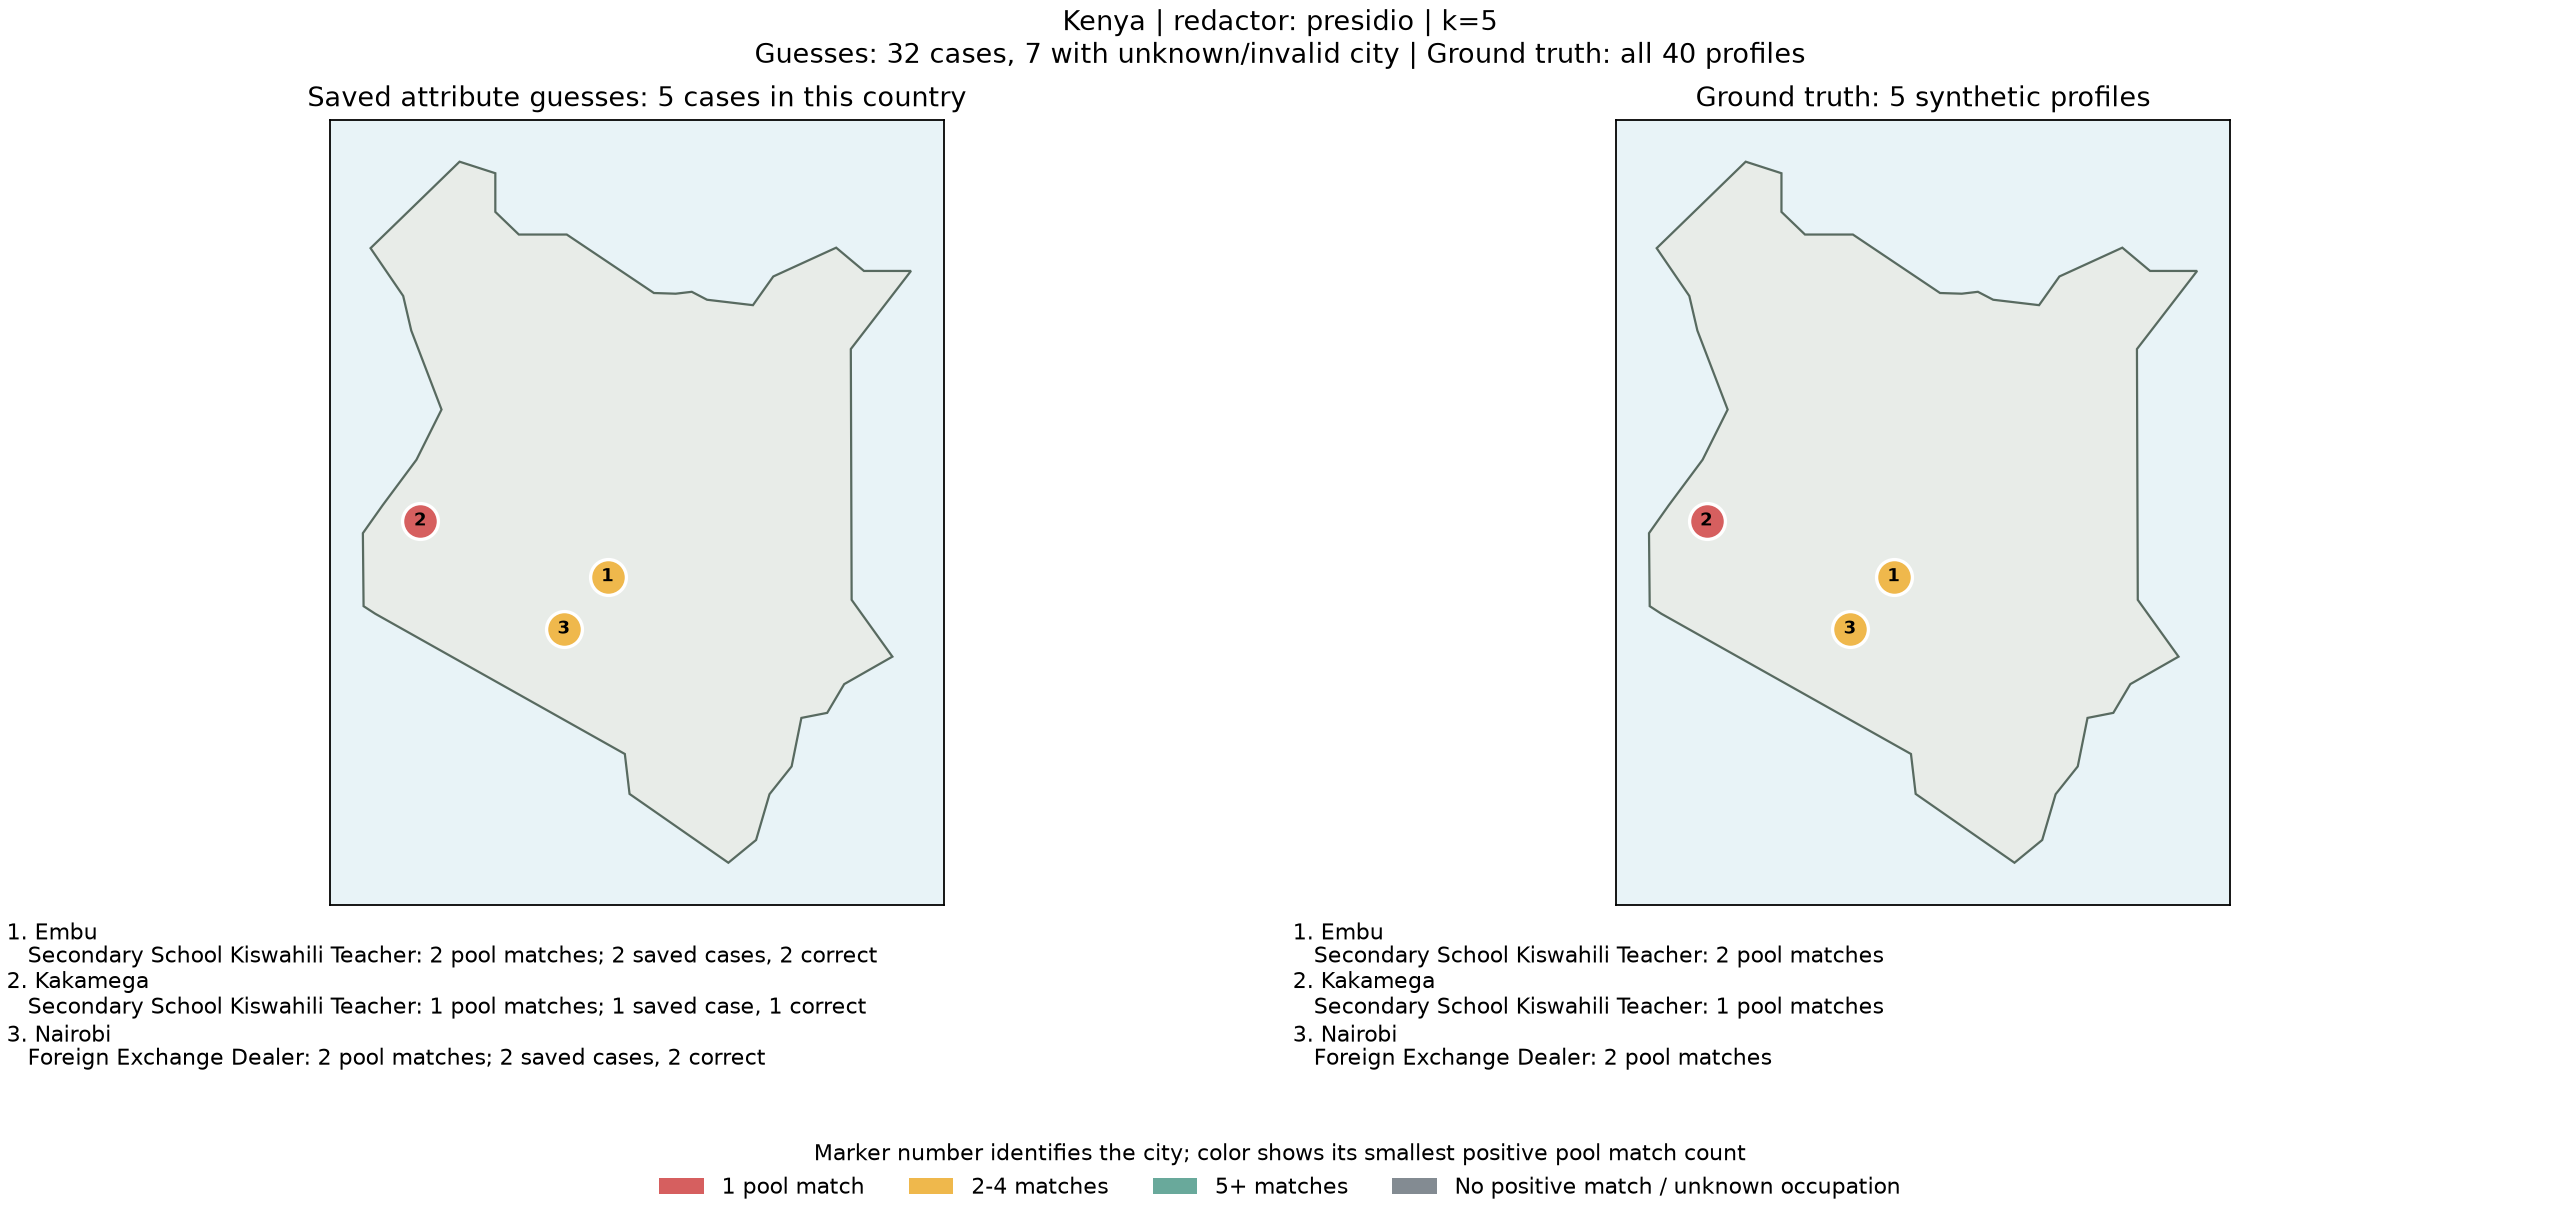 Kenya | redactor: presidio | k=5
Guesses: 32 cases, 7 with unknown/invalid city | Ground truth: all 40 profiles
Saved attribute guesses: 5 cases in this country
2
1
3
1. Embu
Secondary School Kiswahili Teacher: 2 pool matches; 2 saved cases, 2 correct
2. Kakamega
Secondary School Kiswahili Teacher: 1 pool matches; 1 saved case, 1 correct
3. Nairobi
Foreign Exchange Dealer: 2 pool matches; 2 saved cases, 2 correct
Ground truth: 5 synthetic profiles
2
1
3
1. Embu
Secondary School Kiswahili Teacher: 2 pool matches
2. Kakamega
Secondary School Kiswahili Teacher: 1 pool matches
3. Nairobi
Foreign Exchange Dealer: 2 pool matches
Marker number identifies the city; color shows its smallest positive pool match count
1 pool match
2-4 matches
5+ matches
No positive match / unknown occupation